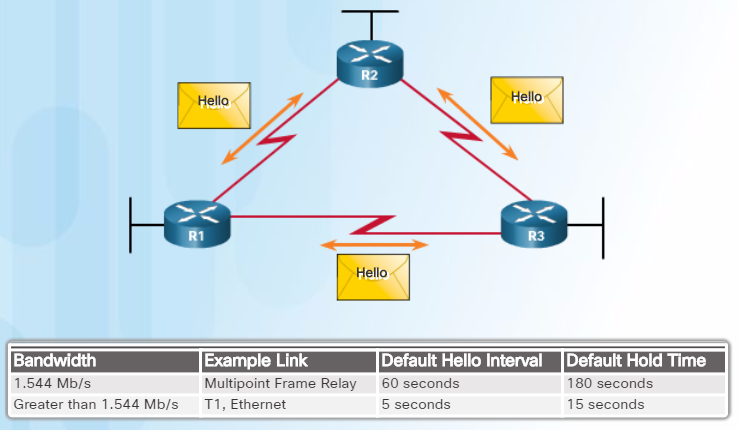 R2
Hello
Hello
R1
R3
Hello
Bandwidth Example Link Default Hello Interval Default Hold Time
1.544 Mb/s Multipoint Frame Relay 60 seconds 180 seconds
Greater than 1.544 Mb/s T1, Ethernet 5 seconds 15 seconds